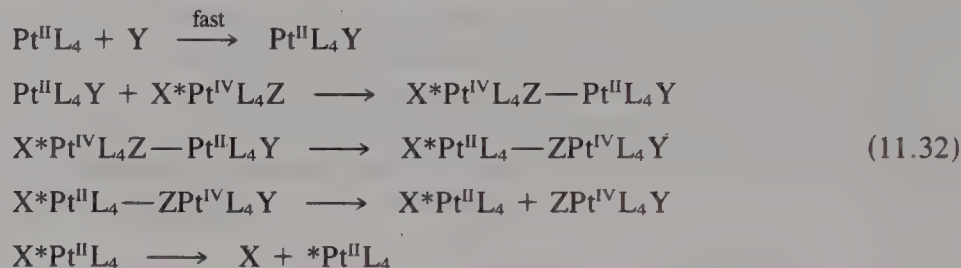 Pt^II L₄ + Y —fast→ Pt^II L₄Y
Pt^II L₄Y + X*Pt^IV L₄Z ⟶ X*Pt^IV L₄Z—Pt^II L₄Y
X*Pt^IV L₄Z—Pt^II L₄Y ⟶ X*Pt^II L₄—ZPt^IV L₄Y (11.32)
X*Pt^II L₄—ZPt^IV L₄Y ⟶ X*Pt^II L₄ + ZPt^IV L₄Y
X*Pt^II L₄ ⟶ X + *Pt^II L₄